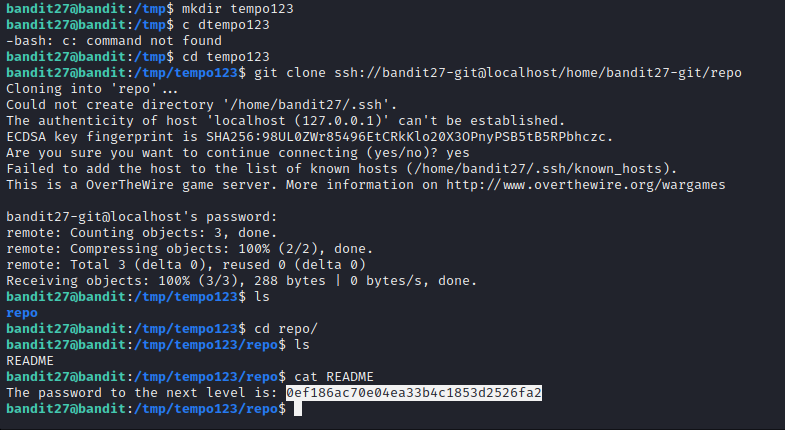 bandit27@bandit:/tmp$ mkdir tempo123
bandit27@bandit:/tmp$ c dtempo123
-bash: c: command not found
bandit27@bandit:/tmp$ cd tempo123
bandit27@bandit:/tmp/tempo123$ git clone ssh://bandit27-git@localhost/home/bandit27-git/repo
Cloning into 'repo'...
Could not create directory '/home/bandit27/.ssh'.
The authenticity of host 'localhost (127.0.0.1)' can't be established.
ECDSA key fingerprint is SHA256:98UL0ZWr85496EtCRkKlo20X3OPnyPSB5tB5RPbhczc.
Are you sure you want to continue connecting (yes/no)? yes
Failed to add the host to the list of known hosts (/home/bandit27/.ssh/known_hosts).
This is a OverTheWire game server. More information on http://www.overthewire.org/wargames
bandit27-git@localhost's password:
remote: Counting objects: 3, done.
remote: Compressing objects: 100% (2/2), done.
remote: Total 3 (delta 0), reused 0 (delta 0)
Receiving objects: 100% (3/3), 288 bytes | 0 bytes/s, done.
bandit27@bandit:/tmp/tempo123$ ls
repo
bandit27@bandit:/tmp/tempo123$ cd repo/
bandit27@bandit:/tmp/tempo123/repo$ ls
README
bandit27@bandit:/tmp/tempo123/repo$ cat README
The password to the next level is: 0ef186ac70e04ea33b4c1853d2526fa2
bandit27@bandit:/tmp/tempo123/repo$